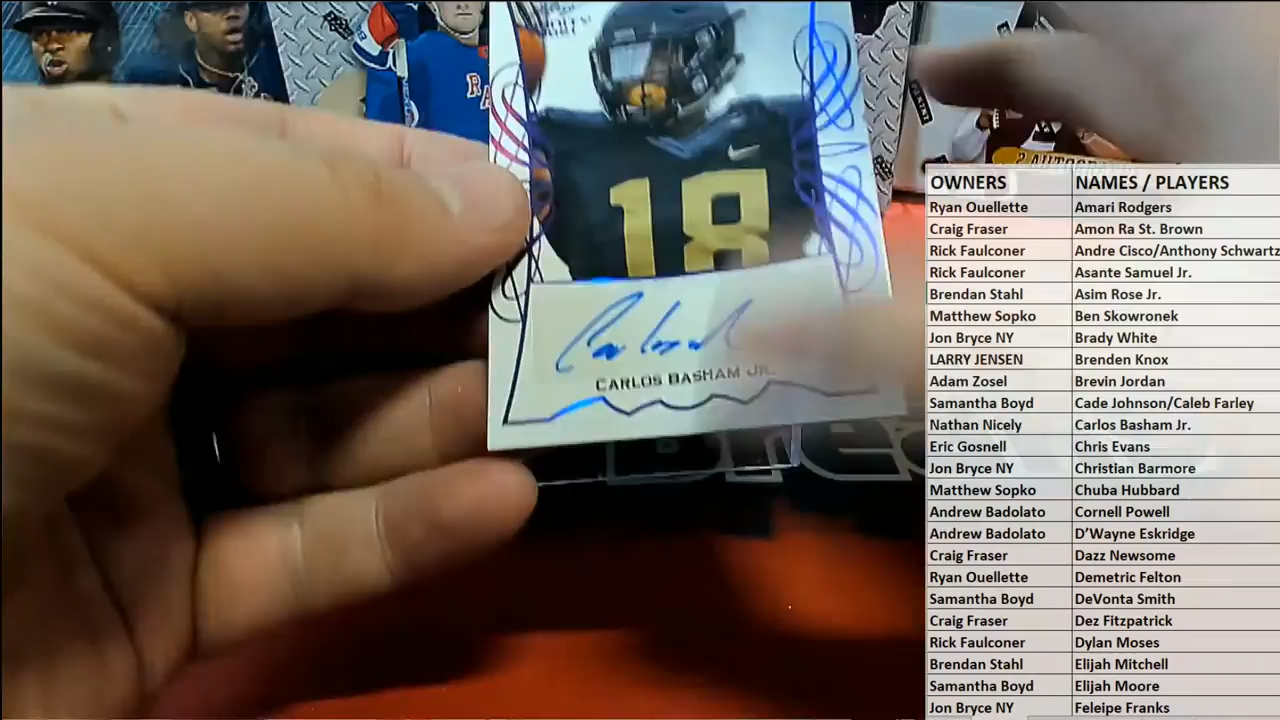 18
CARLOS BASHAM JR.
2 AUTOGRAPHS
OWNERS NAMES / PLAYERS
Ryan Ouellette Amari Rodgers
Craig Fraser Amon Ra St. Brown
Rick Faulconer Andre Cisco/Anthony Schwartz
Rick Faulconer Asante Samuel Jr.
Brendan Stahl Asim Rose Jr.
Matthew Sopko Ben Skowronek
Jon Bryce NY Brady White
LARRY JENSEN Brenden Knox
Adam Zosel Brevin Jordan
Samantha Boyd Cade Johnson/Caleb Farley
Nathan Nicely Carlos Basham Jr.
Eric Gosnell Chris Evans
Jon Bryce NY Christian Barmore
Matthew Sopko Chuba Hubbard
Andrew Badolato Cornell Powell
Andrew Badolato D’Wayne Eskridge
Craig Fraser Dazz Newsome
Ryan Ouellette Demetric Felton
Samantha Boyd DeVonta Smith
Craig Fraser Dez Fitzpatrick
Rick Faulconer Dylan Moses
Brendan Stahl Elijah Mitchell
Samantha Boyd Elijah Moore
Jon Bryce NY Feleipe Franks